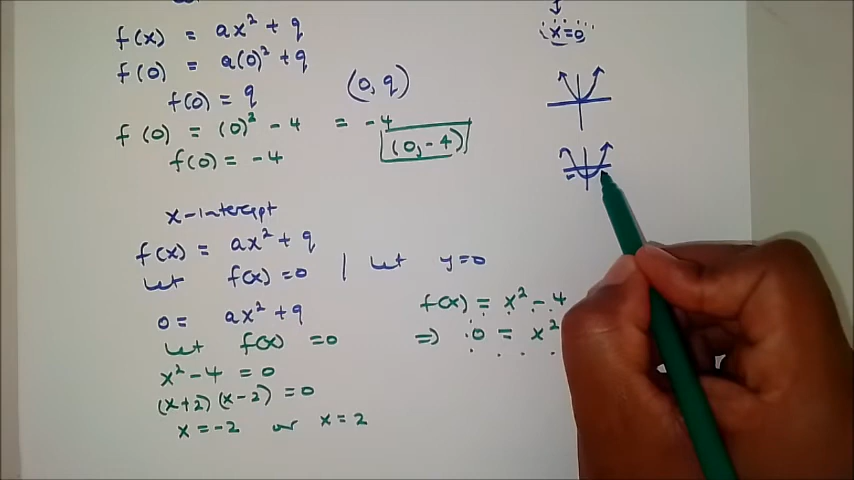 f(x) = ax² + q
f(0) = a(0)² + q
f(0) = q
(0, q)
f(0) = (0)² - 4 = -4
f(0) = -4
(0, -4)
x=0
x-intercept
f(x) = ax² + q
Let f(x) = 0 | Let y=0
0 = ax² + q
Let f(x) = 0
x² - 4 = 0
(x+2)(x-2) = 0
x = -2 or x = 2
f(x) = x² - 4
⇒ 0 = x²